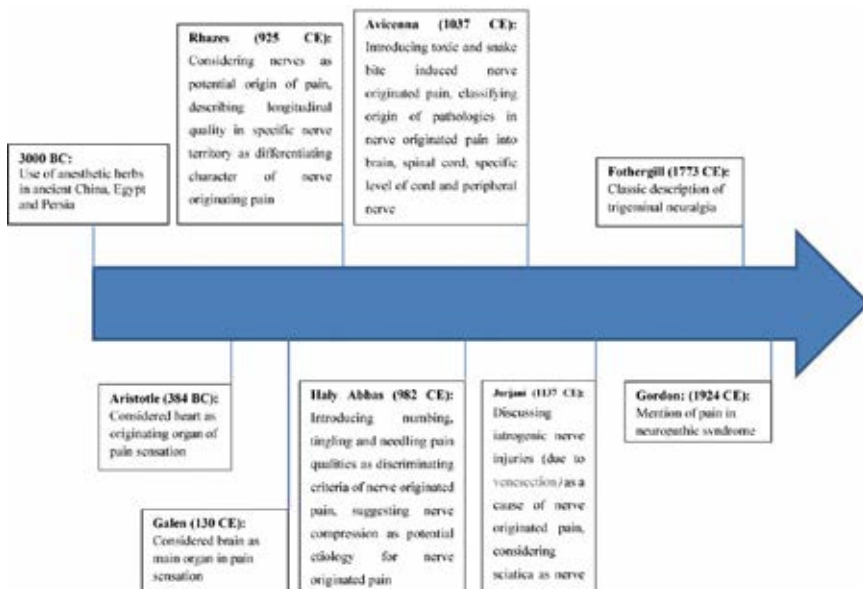 Rhazes (925 CE):
Considering nerves as
potential origin of pain,
describing longitudinal
quality in specific nerve
territory as differentiating
character of nerve
originating pain
Avicenna (1037 CE):
Introducing toxic and snake
bite induced nerve
originated pain, classifying
origin of pathologies in
nerve originated pain into
brain, spinal cord, specific
level of cord and peripheral
nerve
3000 BC:
Use of anesthetic herbs
in ancient China, Egypt
and Persia
Fothergill (1773 CE):
Classic description of
trigeminal neuralgia
Aristotle (384 BC):
Considered heart as
originating organ of
pain sensation
Galen (130 CE):
Considered brain as
main organ in pain
sensation
Haly Abbas (982 CE):
Introducing numbing,
tingling and needling pain
qualities as discriminating
criteria of nerve originated
pain, suggesting nerve
compression as potential
etiology for nerve
originated pain
Jorjani (1137 CE):
Discussing
iatrogenic nerve
injuries (due to
venesection) as a
cause of nerve
originated pain,
considering
sciatica as nerve
Gordon: (1924 CE):
Mention of pain in
neuropathic syndrome